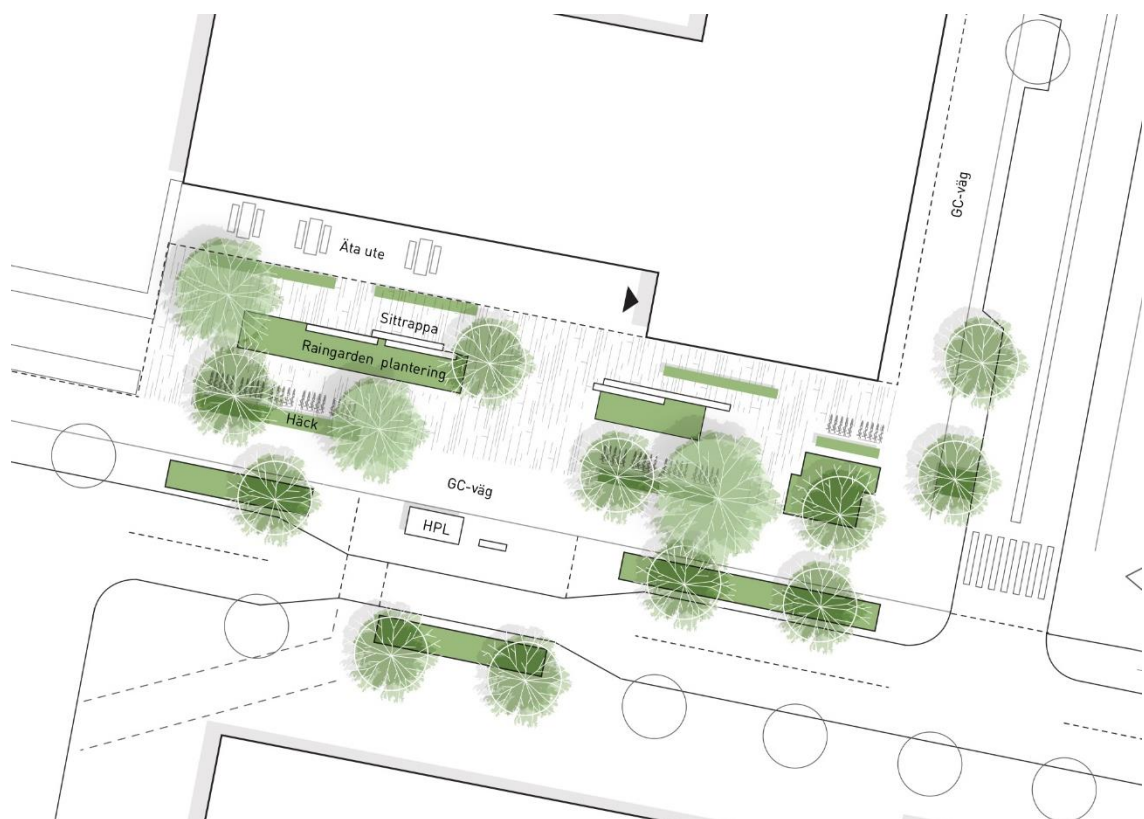 GC-väg
Äta ute
Sittrappa
Raingarden plantering
Häck
GC-väg
HPL